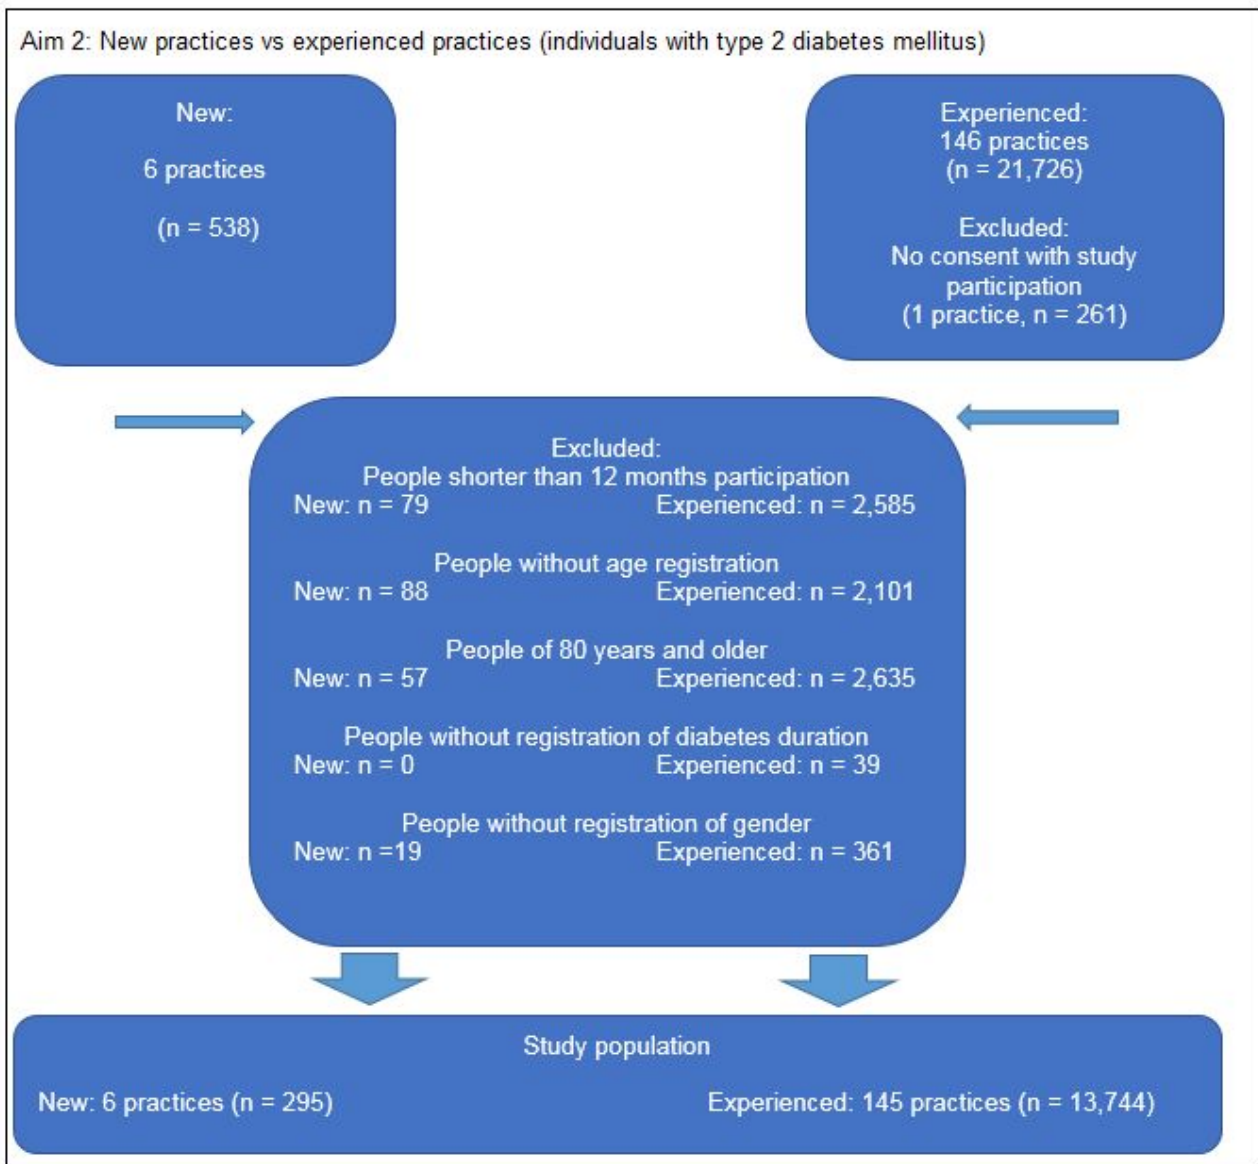 Aim 2: New practices vs experienced practices (individuals with type 2 diabetes mellitus)
New:
6 practices
(n = 538)
Experienced:
146 practices
(n = 21,726)
Excluded:
No consent with study
participation
(1 practice, n = 261)
Excluded:
People shorter than 12 months participation
New: n = 79 Experienced: n = 2,585
People without age registration
New: n = 88 Experienced: n = 2,101
People of 80 years and older
New: n = 57 Experienced: n = 2,635
People without registration of diabetes duration
New: n = 0 Experienced: n = 39
People without registration of gender
New: n =19 Experienced: n = 361
Study population
New: 6 practices (n = 295) Experienced: 145 practices (n = 13,744)